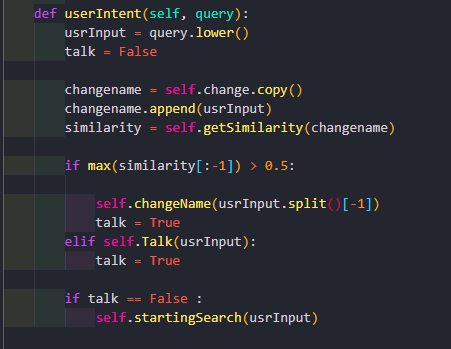 def userIntent(self, query):
usrInput = query.lower()
talk = False
changename = self.change.copy()
changename.append(usrInput)
similarity = self.getSimilarity(changename)
if max(similarity[:-1]) > 0.5:
self.changeName(usrInput.split()[-1])
talk = True
elif self.Talk(usrInput):
talk = True
if talk == False :
self.startingSearch(usrInput)